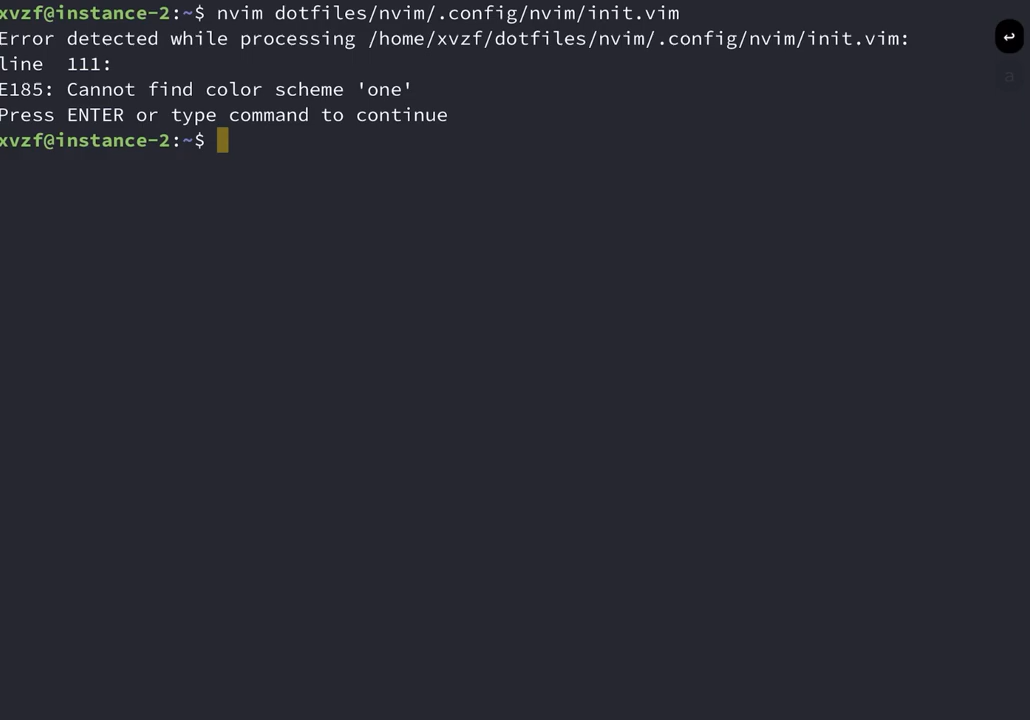 xvzf@instance-2:~$ nvim dotfiles/nvim/.config/nvim/init.vim
Error detected while processing /home/xvzf/dotfiles/nvim/.config/nvim/init.vim:
line  111:
E185: Cannot find color scheme 'one'
Press ENTER or type command to continue
xvzf@instance-2:~$
↩
a